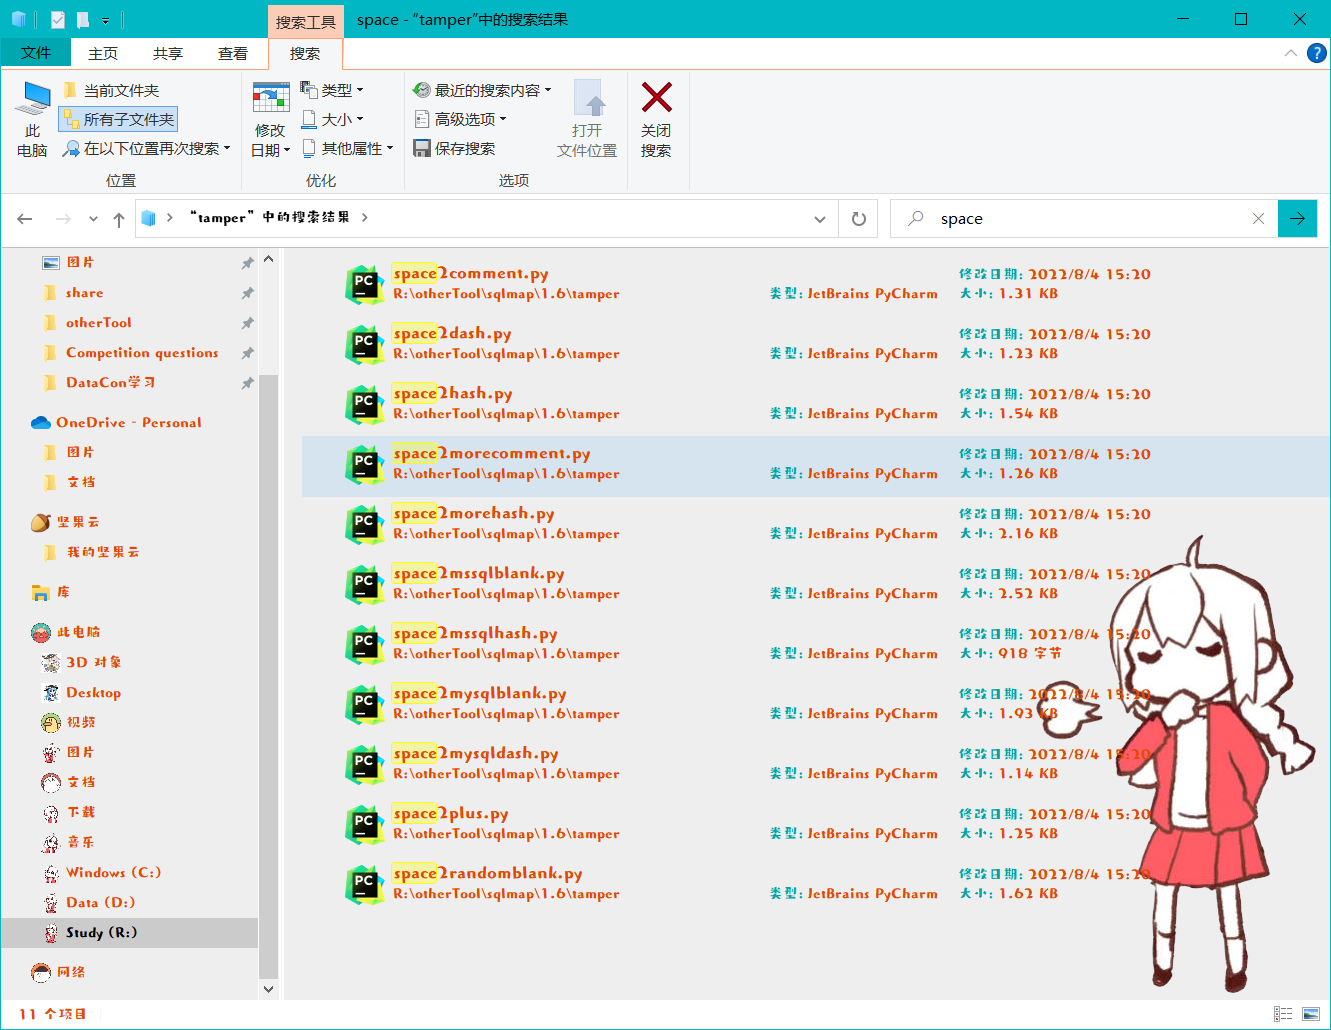 搜索工具
space - “tamper”中的搜索结果
文件 主页 共享 查看 搜索
此电脑
当前文件夹
所有子文件夹
在以下位置再次搜索
位置
修改日期
类型
大小
其他属性
优化
最近的搜索内容
高级选项
保存搜索
打开文件位置
选项
关闭搜索
“tamper” 中的搜索结果
space
图片
share
otherTool
Competition questions
DataCon学习
OneDrive - Personal
图片
文档
坚果云
我的坚果云
库
此电脑
3D 对象
Desktop
视频
图片
文档
下载
音乐
Windows (C:)
Data (D:)
Study (R:)
网络
space2comment.py 修改日期: 2022/8/4 15:20
R:\otherTool\sqlmap\1.6\tamper 类型: JetBrains PyCharm 大小: 1.31 KB
space2dash.py 修改日期: 2022/8/4 15:20
R:\otherTool\sqlmap\1.6\tamper 类型: JetBrains PyCharm 大小: 1.23 KB
space2hash.py 修改日期: 2022/8/4 15:20
R:\otherTool\sqlmap\1.6\tamper 类型: JetBrains PyCharm 大小: 1.54 KB
space2morecomment.py 修改日期: 2022/8/4 15:20
R:\otherTool\sqlmap\1.6\tamper 类型: JetBrains PyCharm 大小: 1.26 KB
space2morehash.py 修改日期: 2022/8/4 15:20
R:\otherTool\sqlmap\1.6\tamper 类型: JetBrains PyCharm 大小: 2.16 KB
space2mssqlblank.py 修改日期: 2022/8/4 15:20
R:\otherTool\sqlmap\1.6\tamper 类型: JetBrains PyCharm 大小: 2.52 KB
space2mssqlhash.py 修改日期: 2022/8/4 15:20
R:\otherTool\sqlmap\1.6\tamper 类型: JetBrains PyCharm 大小: 918 字节
space2mysqlblank.py 修改日期: 2022/8/4 15:20
R:\otherTool\sqlmap\1.6\tamper 类型: JetBrains PyCharm 大小: 1.93 KB
space2mysqldash.py 修改日期: 2022/8/4 15:20
R:\otherTool\sqlmap\1.6\tamper 类型: JetBrains PyCharm 大小: 1.14 KB
space2plus.py 修改日期: 2022/8/4 15:20
R:\otherTool\sqlmap\1.6\tamper 类型: JetBrains PyCharm 大小: 1.25 KB
space2randomblank.py 修改日期: 2022/8/4 15:20
R:\otherTool\sqlmap\1.6\tamper 类型: JetBrains PyCharm 大小: 1.62 KB
11 个项目